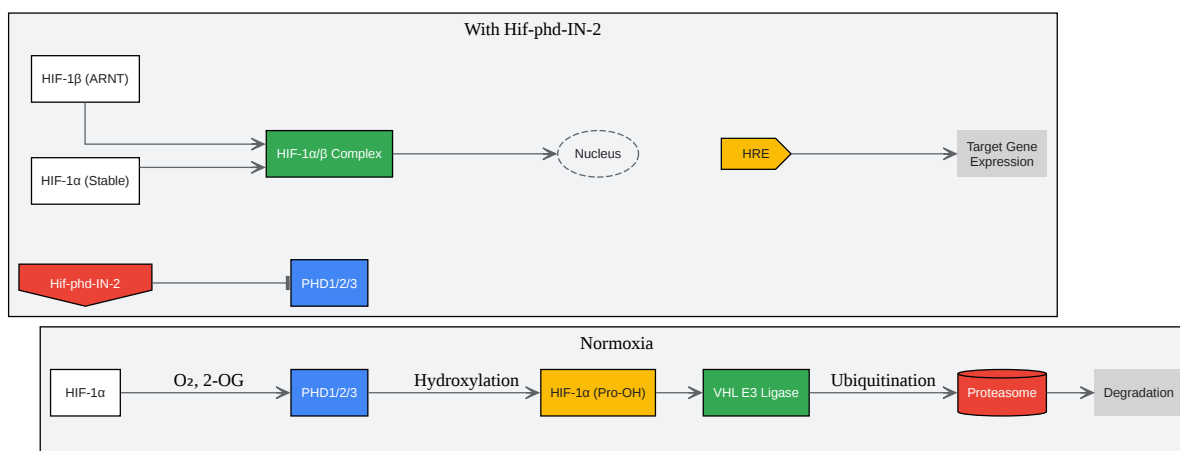 With Hif-phd-IN-2
HIF-1β (ARNT)
HIF-1α/β Complex
Nucleus
HRE
Target Gene
Expression
HIF-1α (Stable)
Hif-phd-IN-2
PHD1/2/3
Normoxia
HIF-1α
O₂, 2-OG
PHD1/2/3
Hydroxylation
HIF-1α (Pro-OH)
VHL E3 Ligase
Ubiquitination
Proteasome
Degradation